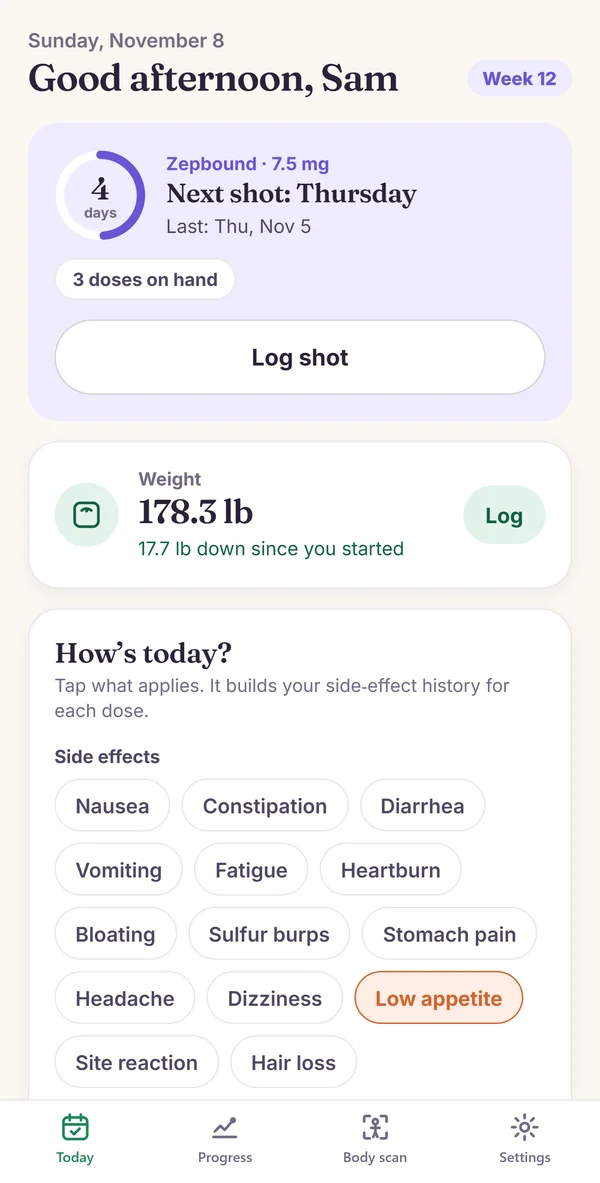 Sunday, November 8
Good afternoon, Sam
Week 12
4
days
Zepbound · 7.5 mg
Next shot: Thursday
Last: Thu, Nov 5
3 doses on hand
Log shot
Weight
178.3 lb
17.7 lb down since you started
Log
How’s today?
Tap what applies. It builds your side-effect history for
each dose.
Side effects
Nausea
Constipation
Diarrhea
Vomiting
Fatigue
Heartburn
Bloating
Sulfur burps
Stomach pain
Headache
Dizziness
Low appetite
Site reaction
Hair loss
Today
Progress
Body scan
Settings